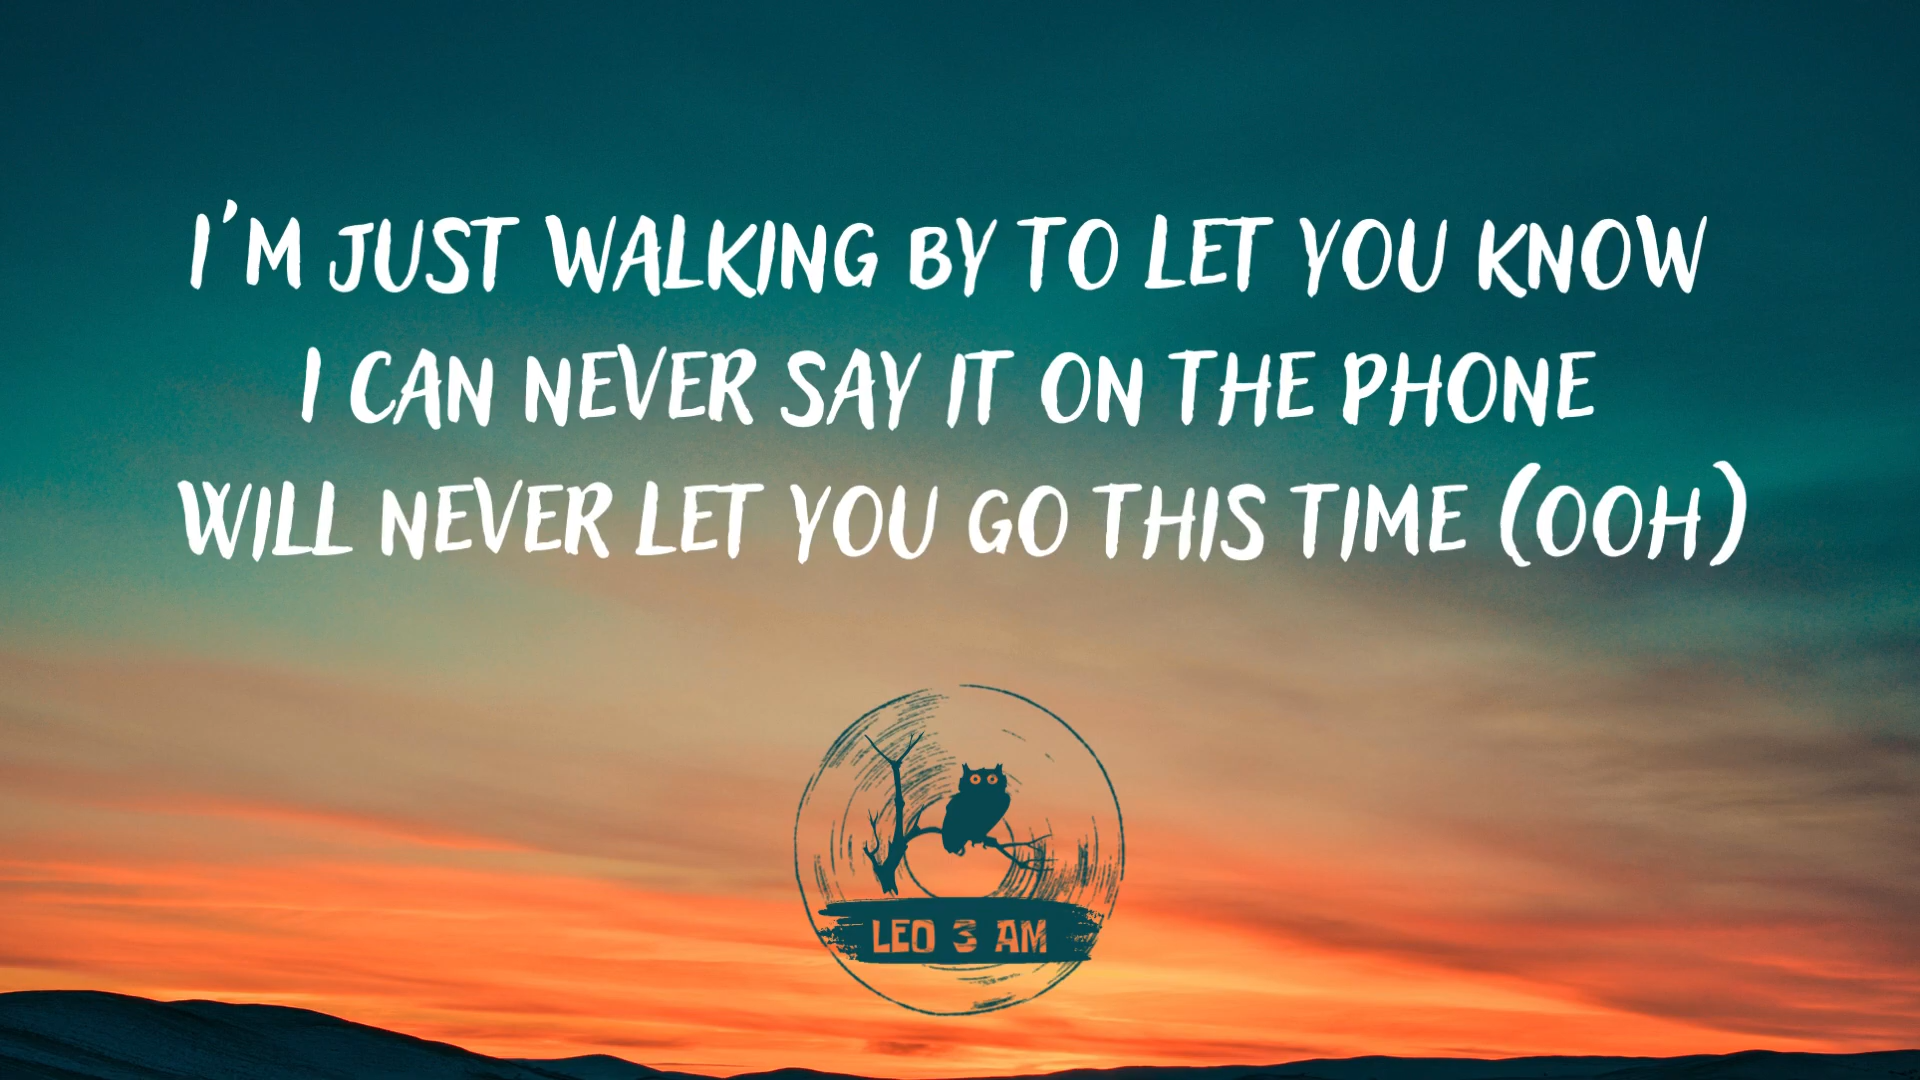 I'M JUST WALKING BY TO LET YOU KNOW
I CAN NEVER SAY IT ON THE PHONE
WILL NEVER LET YOU GO THIS TIME (OOH)
LEO 3 AM